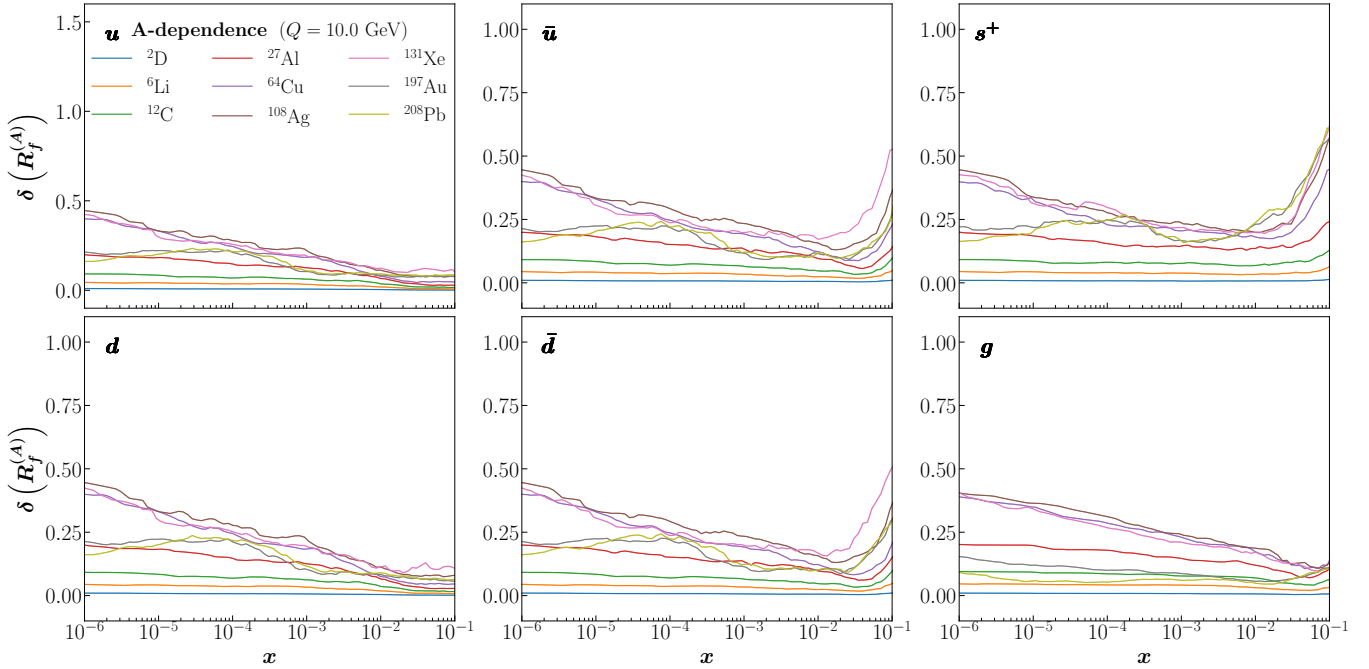 u A-dependence (Q = 10.0 GeV)
²D ²⁷Al ¹³¹Xe
⁶Li ⁶⁴Cu ¹⁹⁷Au
¹²C ¹⁰⁸Ag ²⁰⁸Pb
δ (R_f^(A))
1.5
1.0
0.5
0.0
ū
1.00
0.75
0.50
0.25
0.00
s⁺
1.00
0.75
0.50
0.25
0.00
d
δ (R_f^(A))
1.00
0.75
0.50
0.25
0.00
10⁻⁶ 10⁻⁵ 10⁻⁴ 10⁻³ 10⁻² 10⁻¹
x
d̄
1.00
0.75
0.50
0.25
0.00
10⁻⁶ 10⁻⁵ 10⁻⁴ 10⁻³ 10⁻² 10⁻¹
x
g
1.00
0.75
0.50
0.25
0.00
10⁻⁶ 10⁻⁵ 10⁻⁴ 10⁻³ 10⁻² 10⁻¹
x